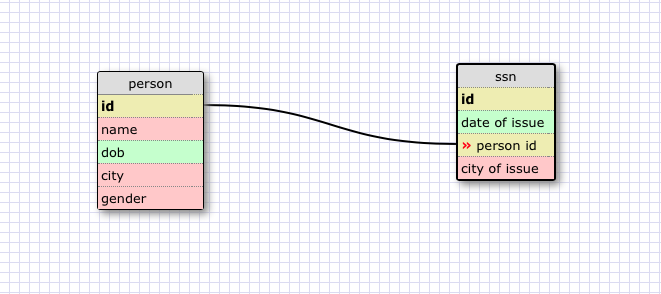 person
id
name
dob
city
gender
ssn
id
date of issue
» person id
city of issue